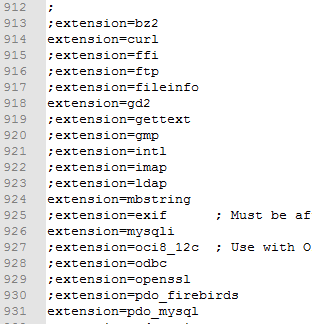 912 ;
913 ;extension=bz2
914 extension=curl
915 ;extension=ffi
916 ;extension=ftp
917 ;extension=fileinfo
918 extension=gd2
919 ;extension=gettext
920 ;extension=gmp
921 ;extension=intl
922 ;extension=imap
923 ;extension=ldap
924 extension=mbstring
925 ;extension=exif      ; Must be af
926 extension=mysqli
927 ;extension=oci8_12c  ; Use with O
928 ;extension=odbc
929 ;extension=openssl
930 ;extension=pdo_firebirds
931 extension=pdo_mysql